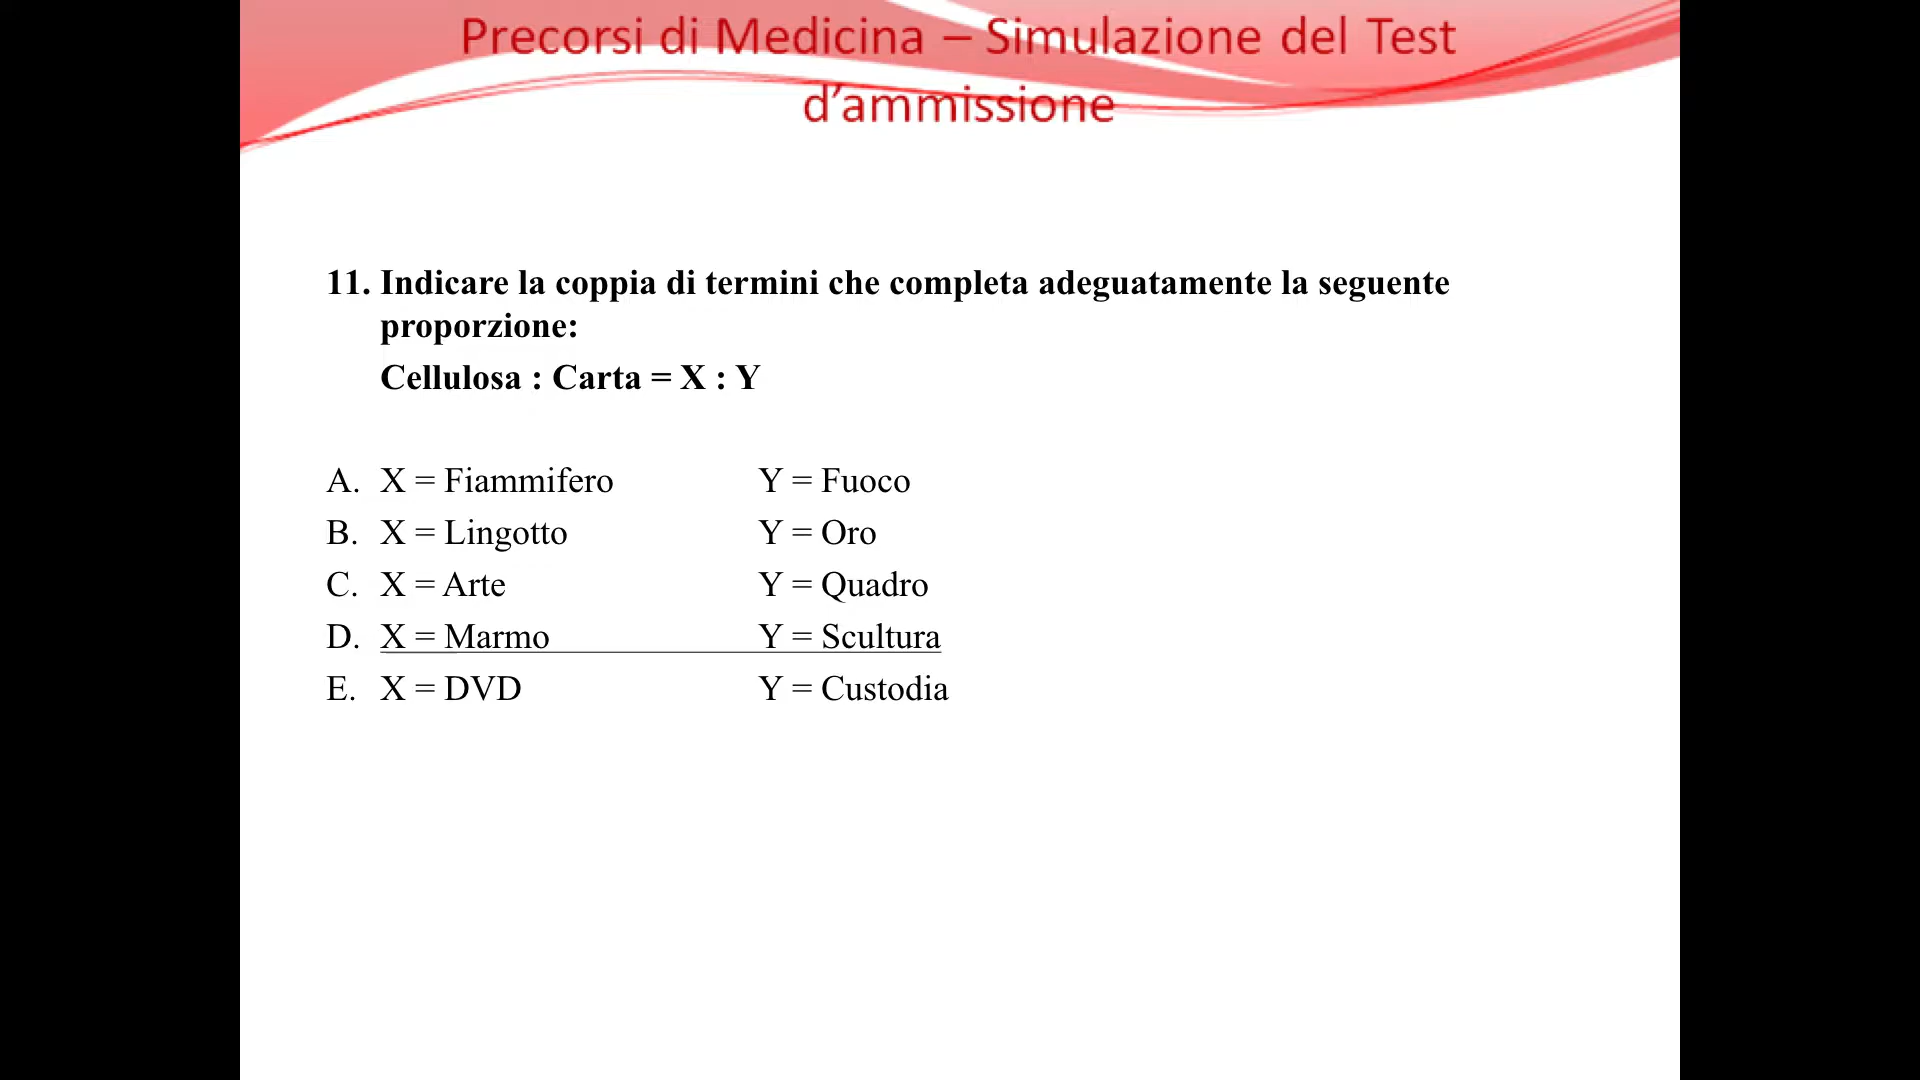 Precorsi di Medicina – Simulazione del Test
d’ammissione
11. Indicare la coppia di termini che completa adeguatamente la seguente
proporzione:
Cellulosa : Carta = X : Y
A. X = Fiammifero Y = Fuoco
B. X = Lingotto Y = Oro
C. X = Arte Y = Quadro
D. X = Marmo Y = Scultura
E. X = DVD Y = Custodia